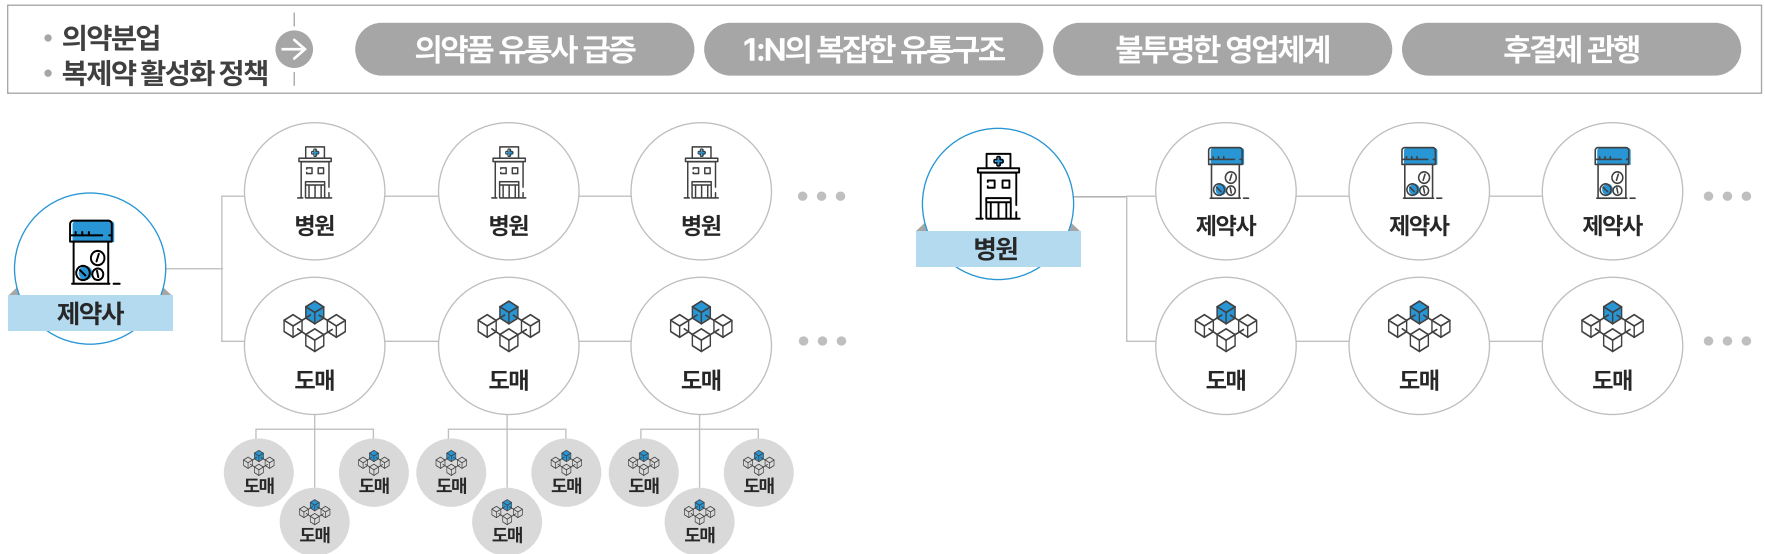 • 의약분업
• 복제약 활성화 정책
의약품 유통사 급증
1:N의 복잡한 유통구조
불투명한 영업체계
후결제 관행
제약사
병원 병원 병원
도매 도매 도매
도매 도매 도매 도매 도매 도매
도매 도매 도매
병원
제약사 제약사 제약사
도매 도매 도매